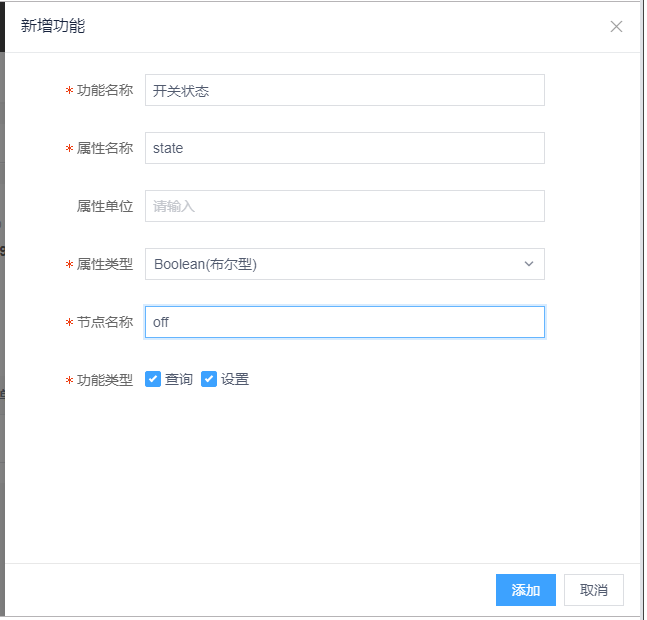 新增功能
* 功能名称 开关状态
* 属性名称 state
属性单位 请输入
* 属性类型 Boolean(布尔型)
* 节点名称 off
* 功能类型 查询 设置
添加 取消